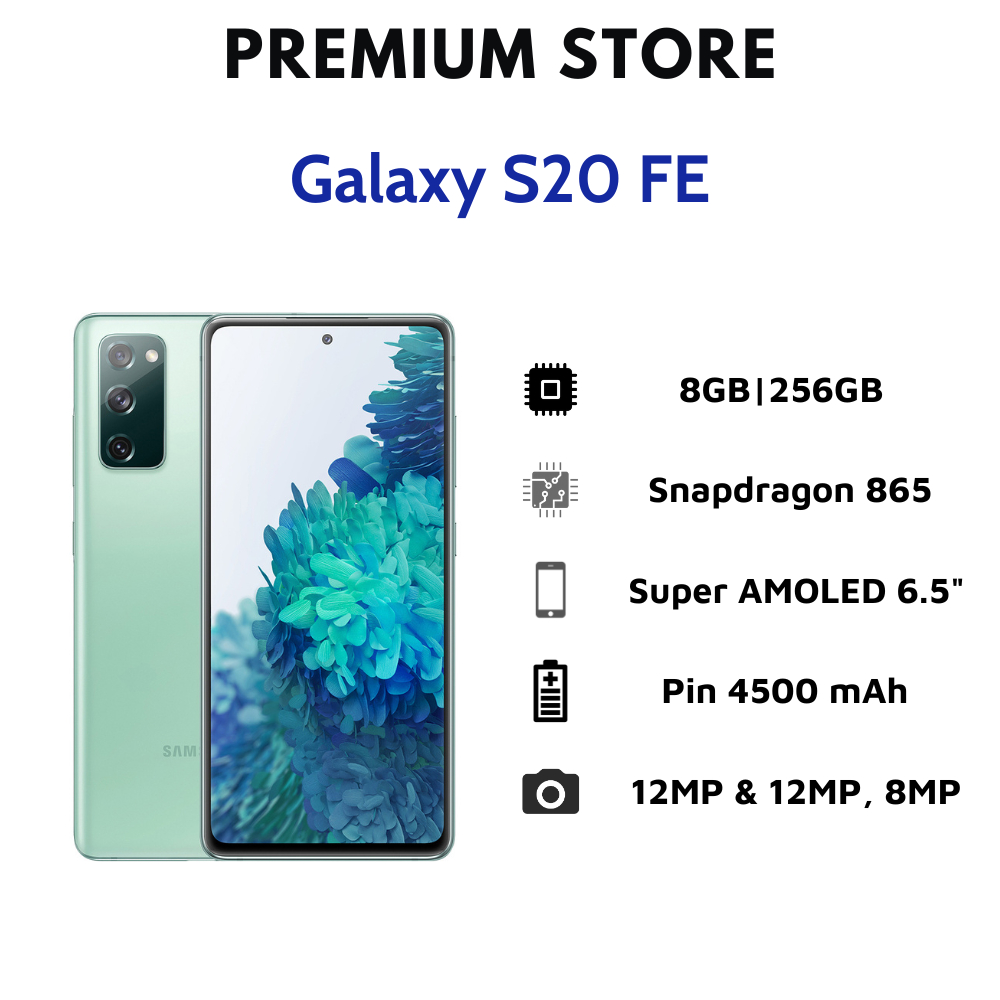 PREMIUM STORE
Galaxy S20 FE
8GB|256GB
Snapdragon 865
Super AMOLED 6.5"
Pin 4500 mAh
12MP & 12MP, 8MP
SAMS